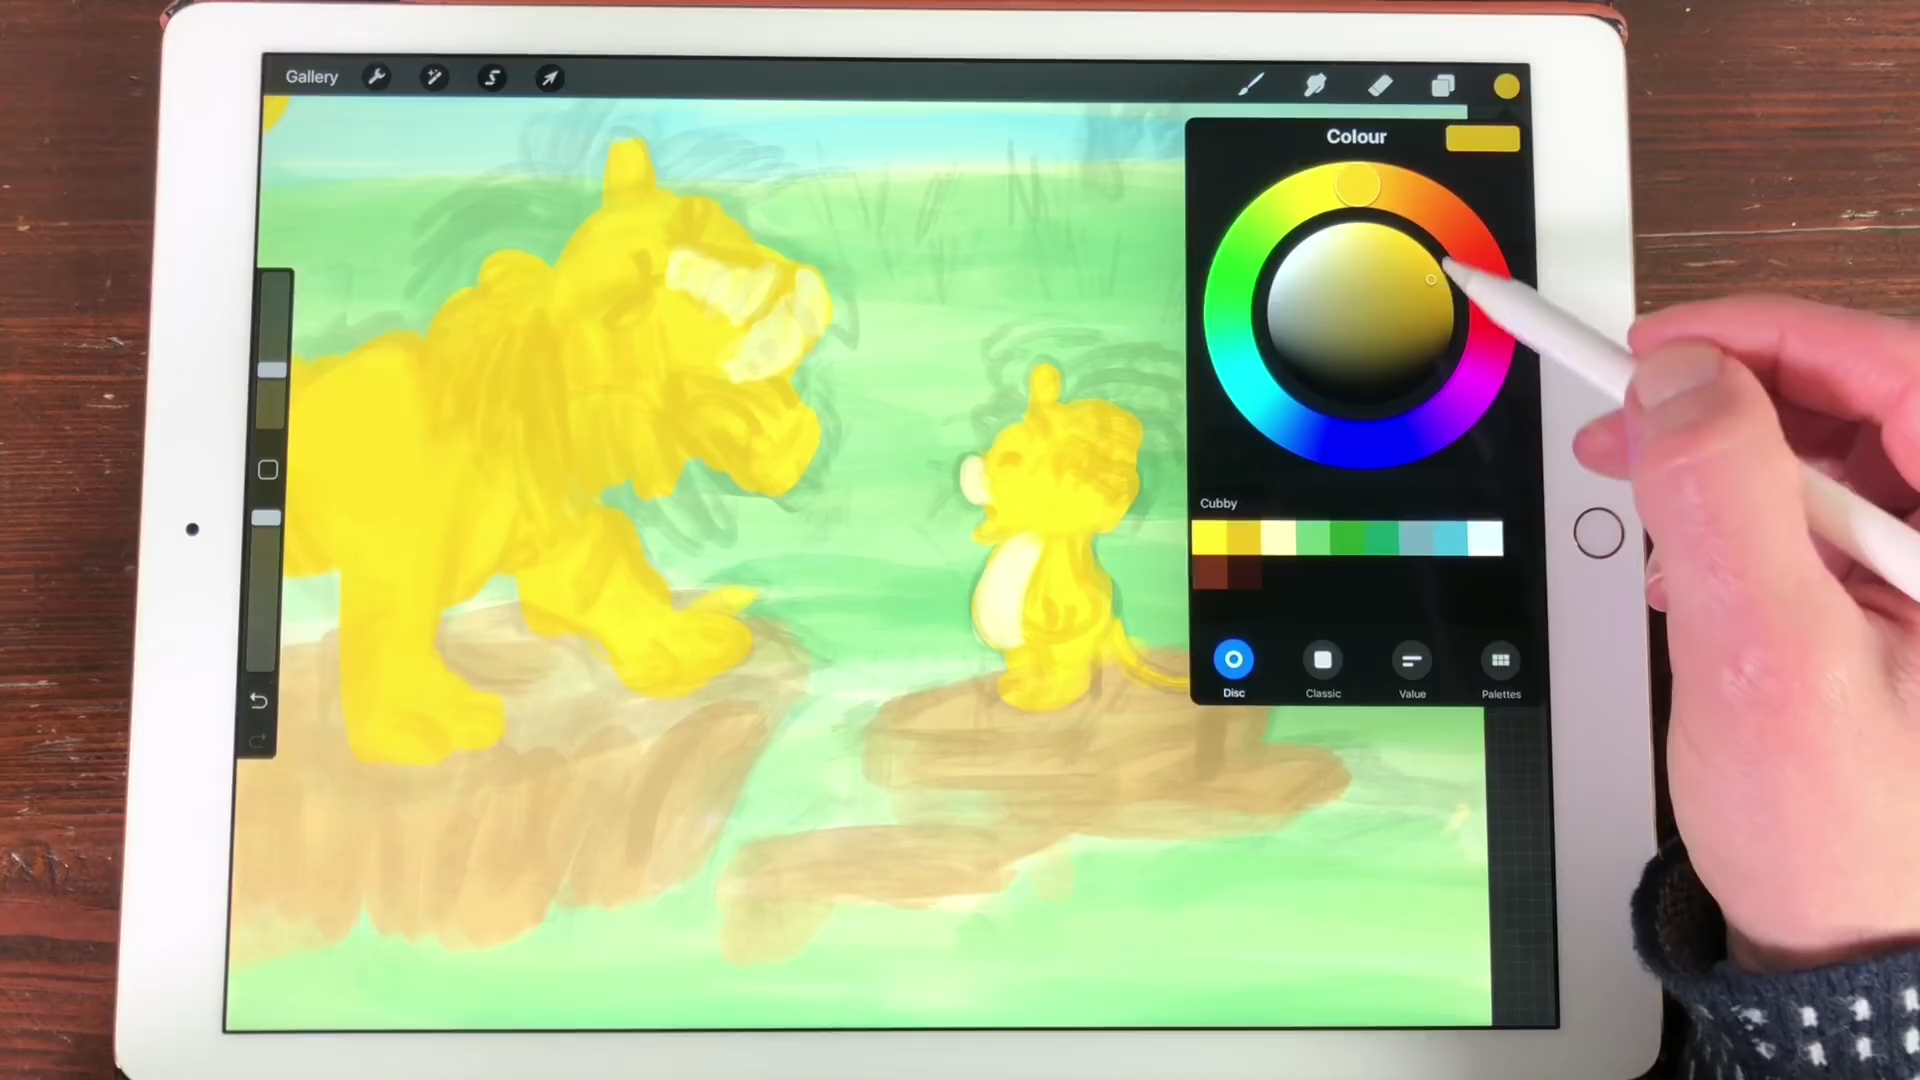 Gallery
Colour
Cubby
Disc
Classic
Value
Palettes